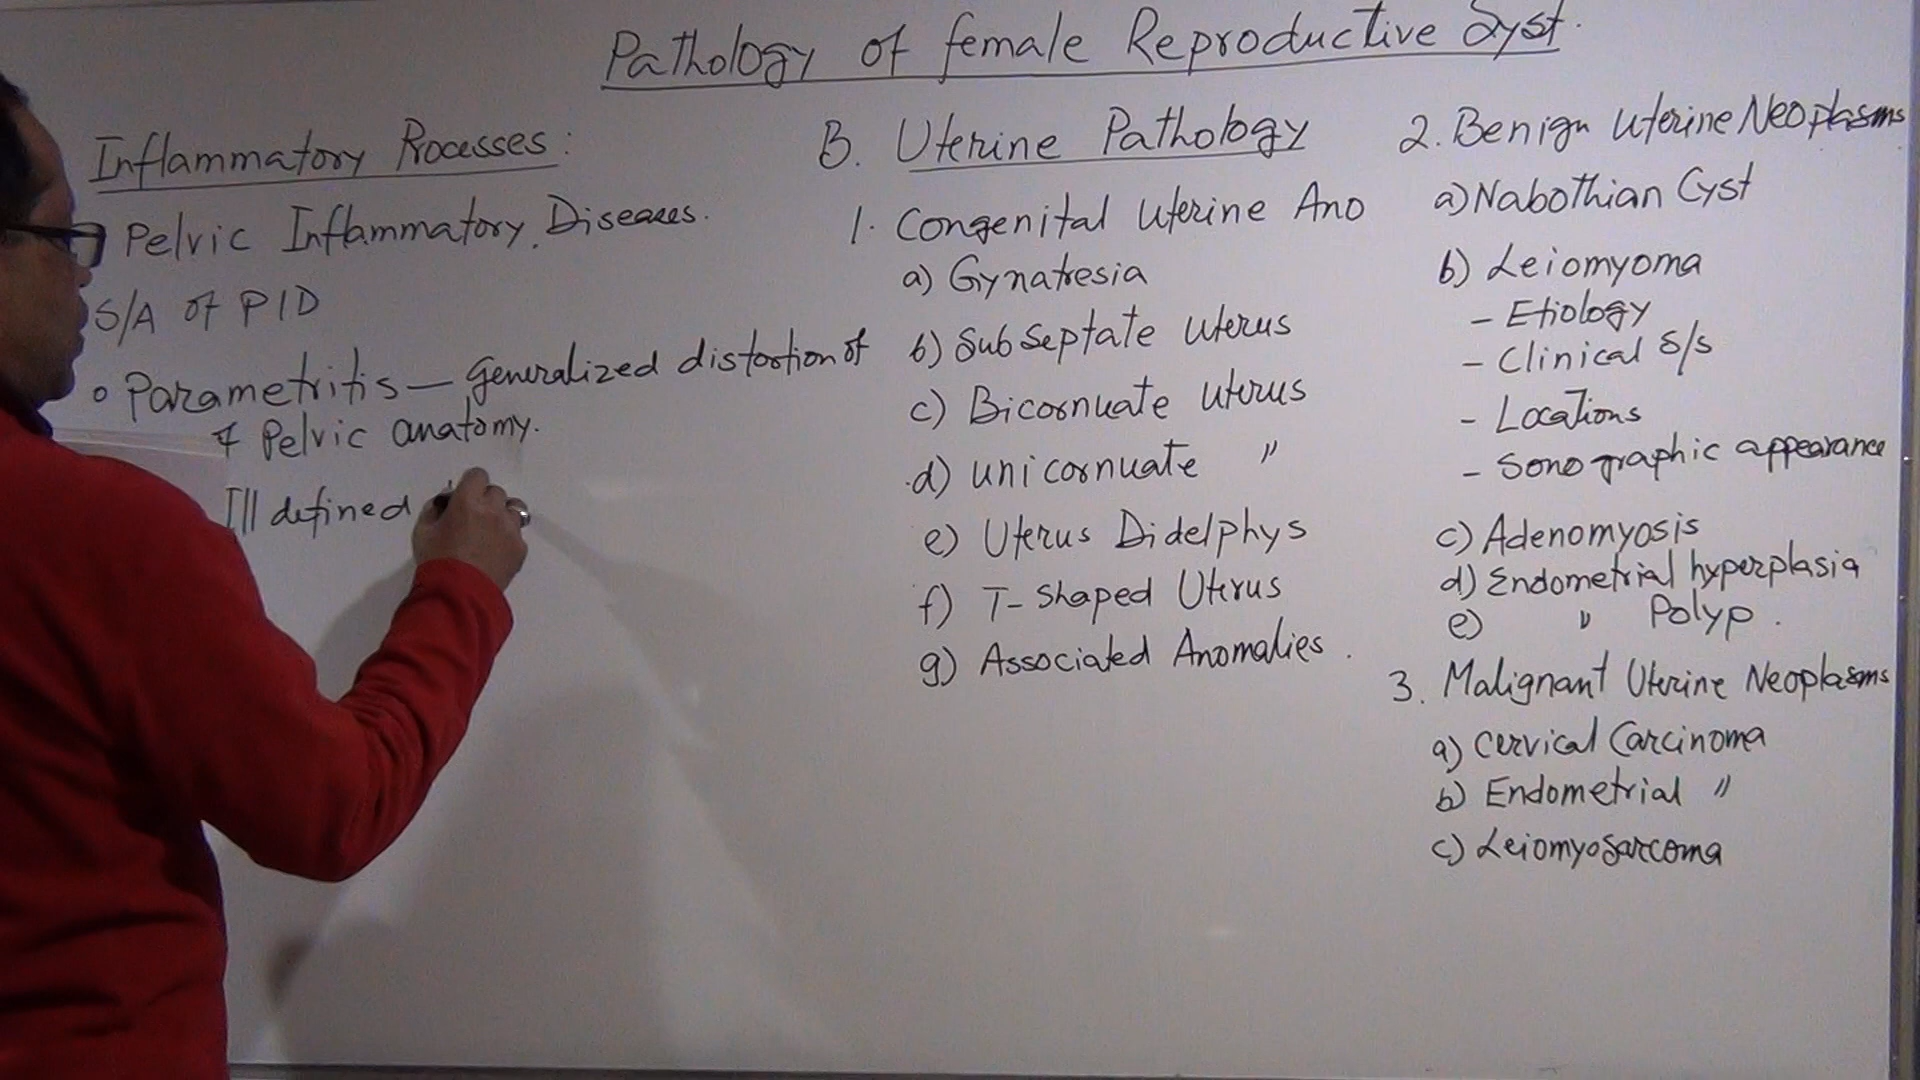 Pathology of female Reproductive Syst.
Inflammatory Processes:
Pelvic Inflammatory Diseases.
S/A of PID
o Parametritis — generalized distortion of
Pelvic anatomy.
Ill defined
B. Uterine Pathology
1. Congenital Uterine Ano
a) Gynatresia
b) Subseptate Uterus
c) Bicornuate Uterus
d) Unicornuate "
e) Uterus Didelphys
f) T-Shaped Uterus
g) Associated Anomalies.
2. Benign Uterine Neoplasms
a) Nabothian Cyst
b) Leiomyoma
- Etiology
- Clinical S/S
- Locations
- Sonographic appearance
c) Adenomyosis
d) Endometrial hyperplasia
e) " Polyp.
3. Malignant Uterine Neoplasms
a) Cervical Carcinoma
b) Endometrial "
c) Leiomyosarcoma